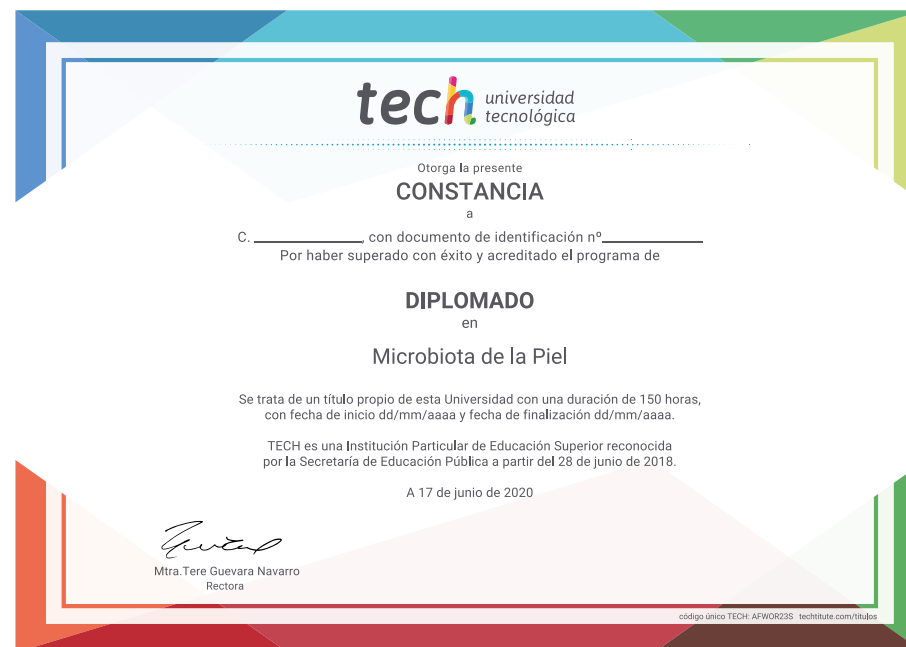 tech universidad
tecnológica
Otorga la presente
CONSTANCIA
a
C. ____________, con documento de identificación nº____________
Por haber superado con éxito y acreditado el programa de
DIPLOMADO
en
Microbiota de la Piel
Se trata de un título propio de esta Universidad con una duración de 150 horas,
con fecha de inicio dd/mm/aaaa y fecha de finalización dd/mm/aaaa.
TECH es una Institución Particular de Educación Superior reconocida
por la Secretaría de Educación Pública a partir del 28 de junio de 2018.
A 17 de junio de 2020
Mtra.Tere Guevara Navarro
Rectora
código único TECH: AFWOR23S techtitute.com/titulos